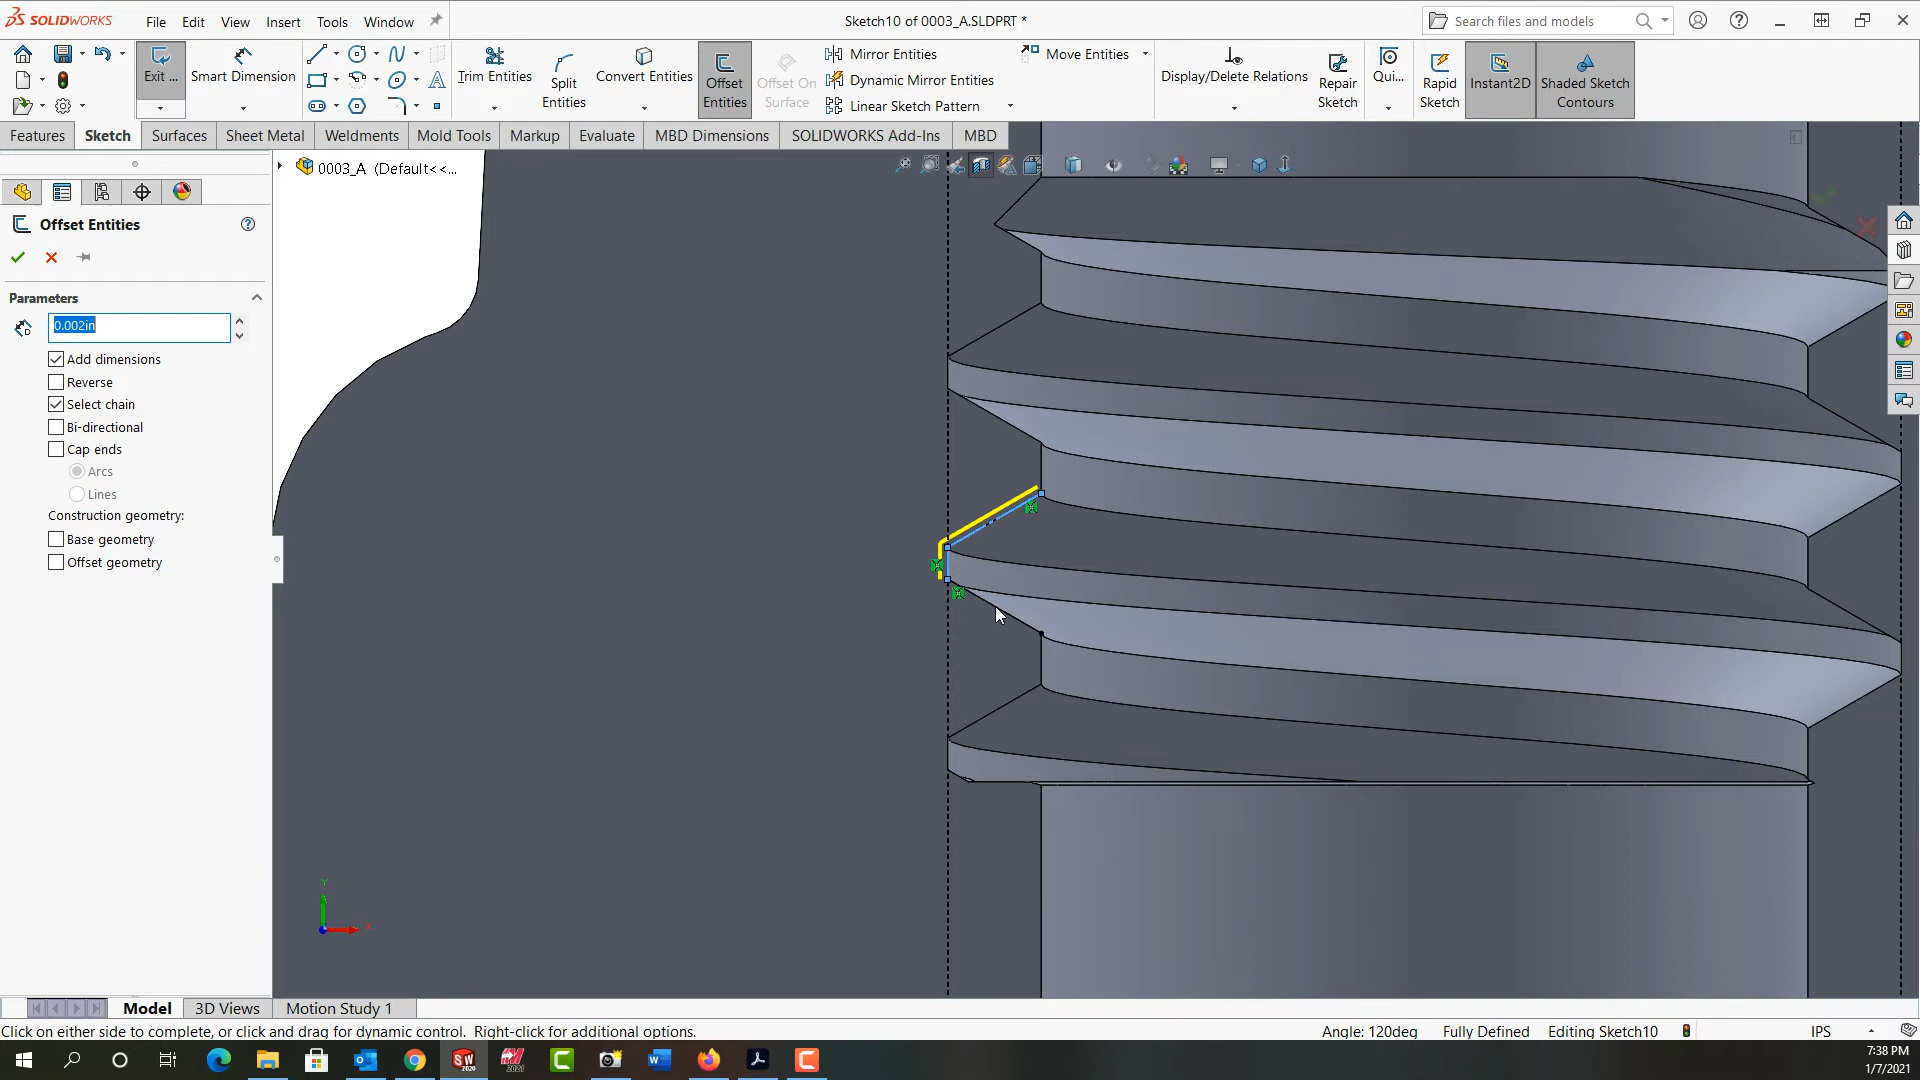 SOLIDWORKS File Edit View Insert Tools Window Sketch10 of 0003_A.SLDPRT * Search files and models
Exit ... Smart Dimension Trim Entities Split Entities Convert Entities Offset Entities Offset On Surface Mirror Entities Dynamic Mirror Entities Linear Sketch Pattern Move Entities Display/Delete Relations Repair Sketch Qui... Rapid Sketch Instant2D Shaded Sketch Contours
Features Sketch Surfaces Sheet Metal Weldments Mold Tools Markup Evaluate MBD Dimensions SOLIDWORKS Add-Ins MBD
0003_A (Default<<...
Offset Entities
Parameters
0.002in
Add dimensions
Reverse
Select chain
Bi-directional
Cap ends
Arcs
Lines
Construction geometry:
Base geometry
Offset geometry
Y
X
Model 3D Views Motion Study 1
Click on either side to complete, or click and drag for dynamic control. Right-click for additional options. Angle: 120deg Fully Defined Editing Sketch10 IPS
7:38 PM
1/7/2021